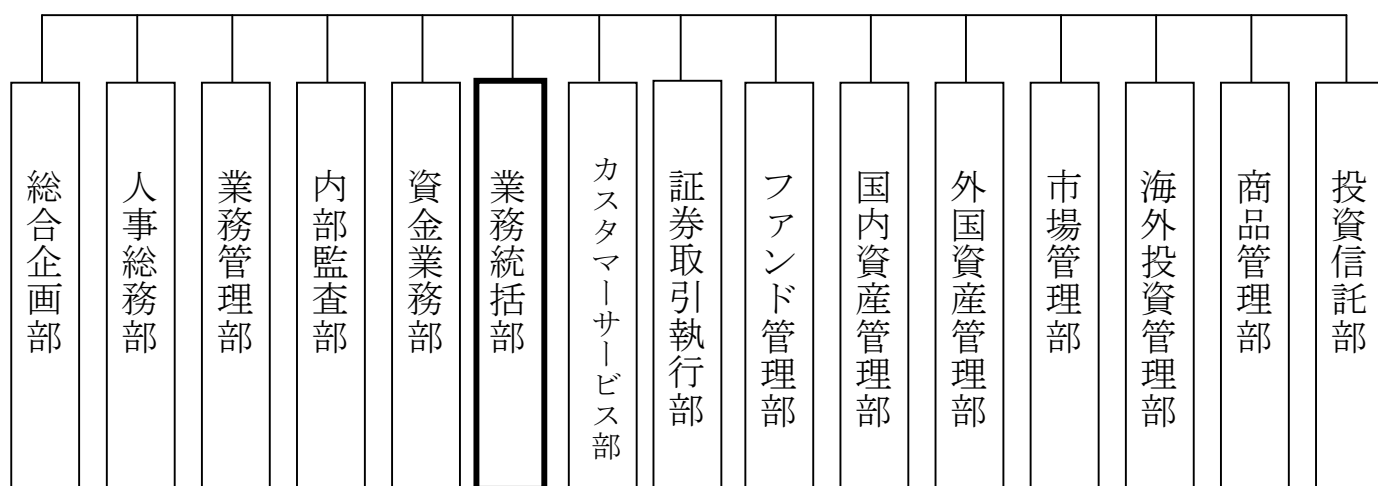 総合企画部
人事総務部
業務管理部
内部監査部
資金業務部
業務統括部
カスタマーサービス部
証券取引執行部
ファンド管理部
国内資産管理部
外国資産管理部
市場管理部
海外投資管理部
商品管理部
投資信託部